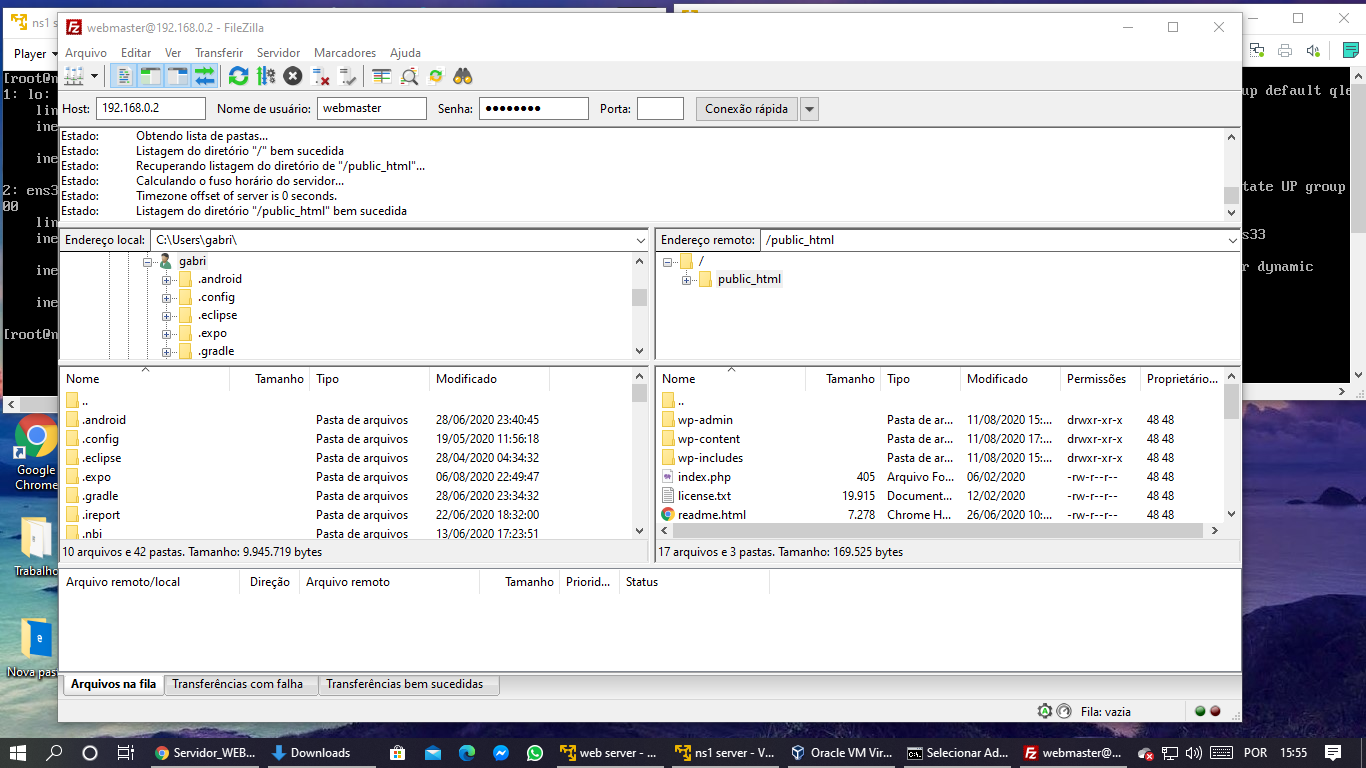 ns1 s
webmaster@192.168.0.2 - FileZilla
Player
Arquivo Editar Ver Transferir Servidor Marcadores Ajuda
[root@n
1: lo:
up default qle
Host: 192.168.0.2 Nome de usuário: webmaster Senha: ●●●●●●●● Porta: Conexão rápida
lin
ine
Estado: Obtendo lista de pastas...
Estado: Listagem do diretório "/" bem sucedida
ine
Estado: Recuperando listagem do diretório de "/public_html"...
Estado: Calculando o fuso horário do servidor...
2: ens3
tate UP group
Estado: Timezone offset of server is 0 seconds.
00
Estado: Listagem do diretório "/public_html" bem sucedida
lin
ine
ns33
Endereço local: C:\Users\gabri\ Endereço remoto: /public_html
gabri /
ine
r dynamic
.android public_html
.config
ine
.eclipse
.expo
[root@n
.gradle
Nome Tamanho Tipo Modificado Nome Tamanho Tipo Modificado Permissões Proprietário...
.. ..
.android Pasta de arquivos 28/06/2020 23:40:45 wp-admin Pasta de ar... 11/08/2020 15:... drwxr-xr-x 48 48
.config Pasta de arquivos 19/05/2020 11:56:18 wp-content Pasta de ar... 11/08/2020 17:... drwxr-xr-x 48 48
.eclipse Pasta de arquivos 28/04/2020 04:34:32 wp-includes Pasta de ar... 11/08/2020 15:... drwxr-xr-x 48 48
.expo Pasta de arquivos 06/08/2020 22:49:47 index.php 405 Arquivo Fo... 06/02/2020 -rw-r--r-- 48 48
.gradle Pasta de arquivos 28/06/2020 23:34:32 license.txt 19.915 Document... 12/02/2020 -rw-r--r-- 48 48
.ireport Pasta de arquivos 22/06/2020 18:32:00 readme.html 7.278 Chrome H... 26/06/2020 10:... -rw-r--r-- 48 48
.nbi Pasta de arquivos 13/06/2020 17:23:51
10 arquivos e 42 pastas. Tamanho: 9.945.719 bytes 17 arquivos e 3 pastas. Tamanho: 169.525 bytes
Google
Chrome
Trabalho
Nova pas
Arquivo remoto/local Direção Arquivo remoto Tamanho Priorid... Status
Arquivos na fila Transferências com falha Transferências bem sucedidas
Fila: vazia
Servidor_WEB... Downloads web server - ... ns1 server - V... Oracle VM Vir... Selecionar Ad... webmaster@... POR 15:55